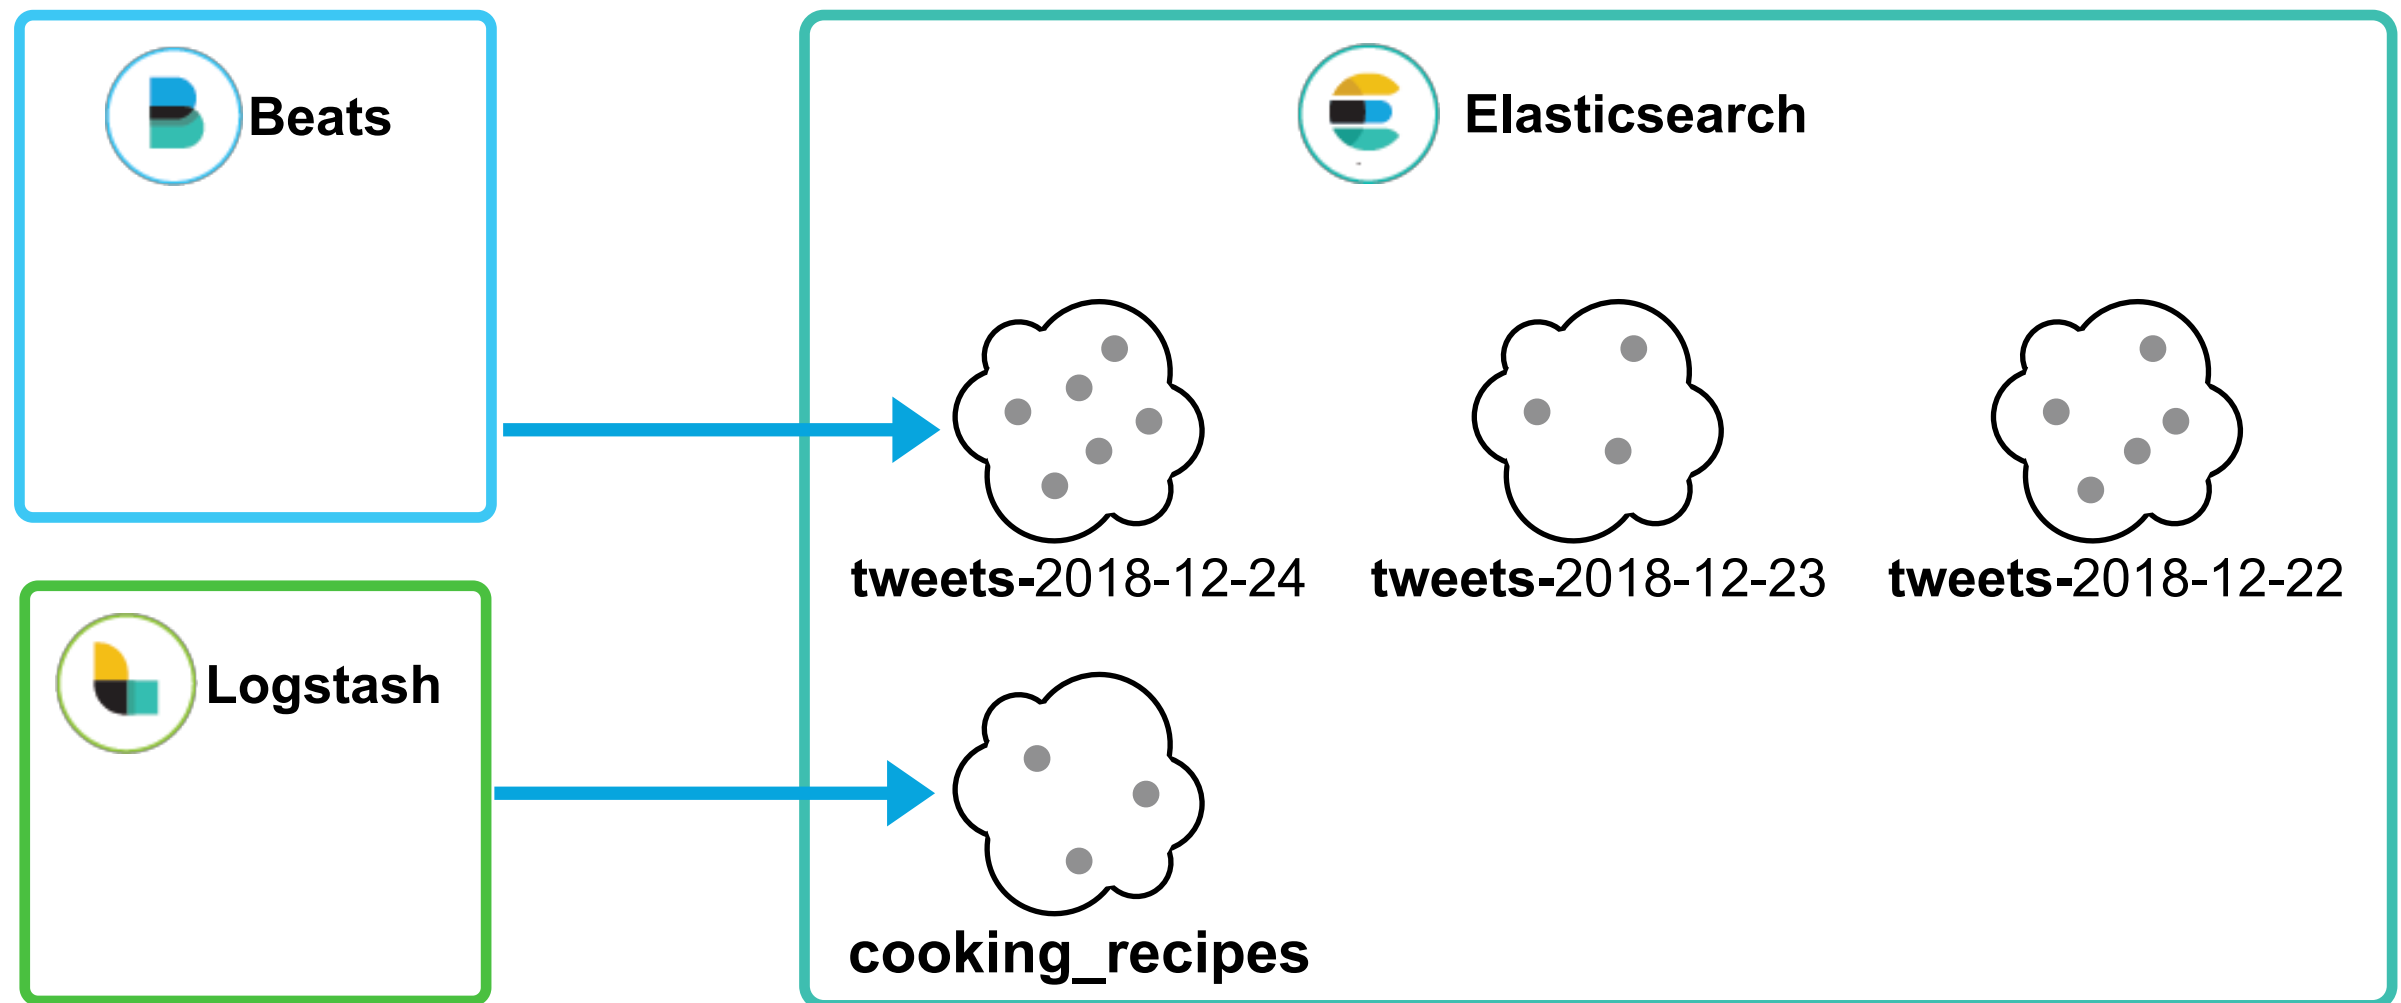 Beats
Elasticsearch
tweets-2018-12-24
tweets-2018-12-23
tweets-2018-12-22
Logstash
cooking_recipes